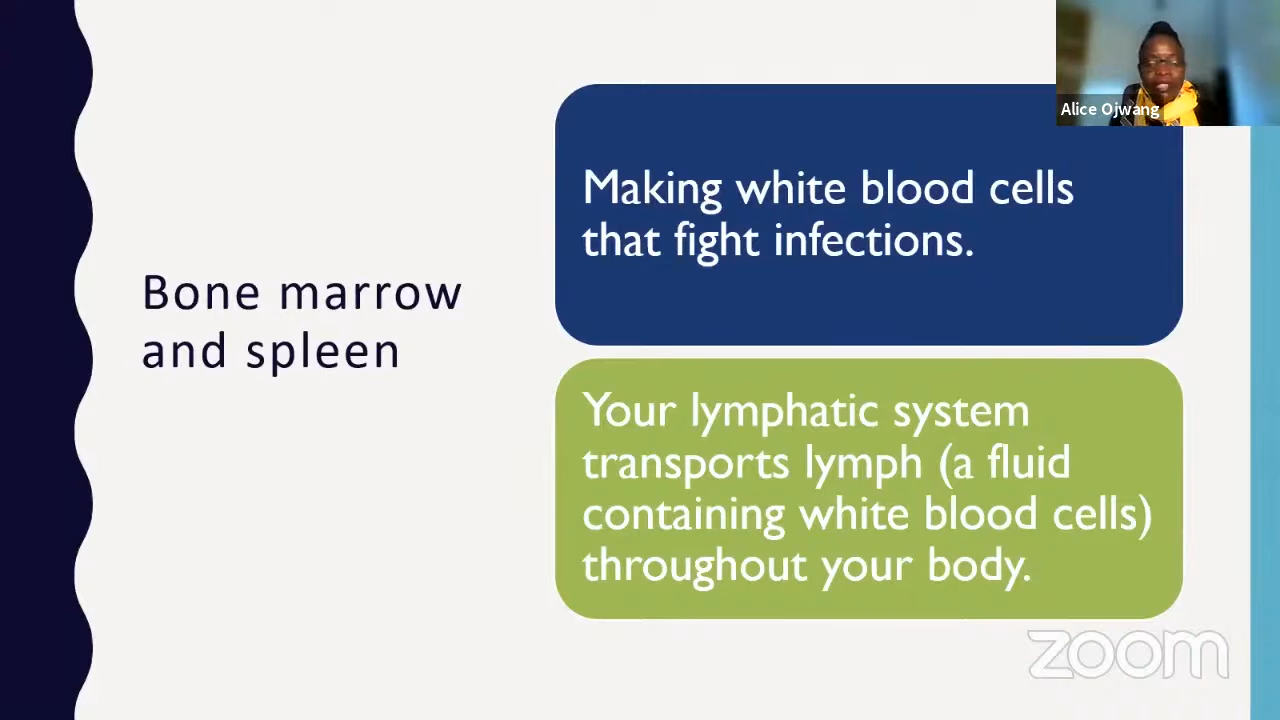 Alice Ojwang
Bone marrow
and spleen
Making white blood cells
that fight infections.
Your lymphatic system
transports lymph (a fluid
containing white blood cells)
throughout your body.
zoom